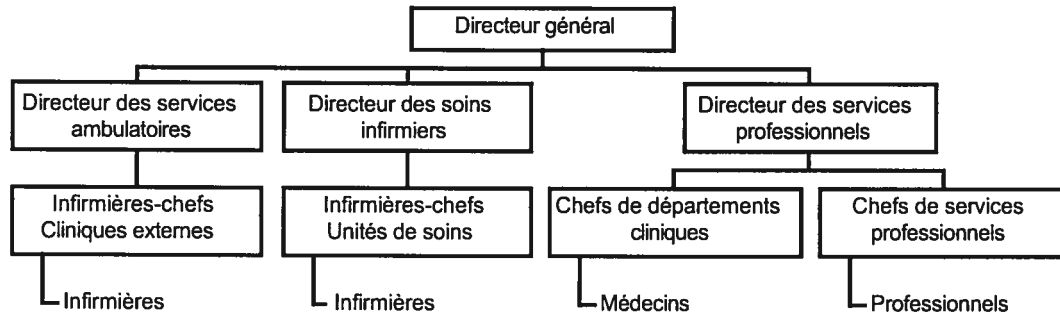 Directeur général
Directeur des services
ambulatoires
Directeur des soins
infirmiers
Directeur des services
professionnels
Infirmières-chefs
Cliniques externes
Infirmières-chefs
Unités de soins
Chefs de départements
cliniques
Chefs de services
professionnels
Infirmières
Infirmières
Médecins
Professionnels